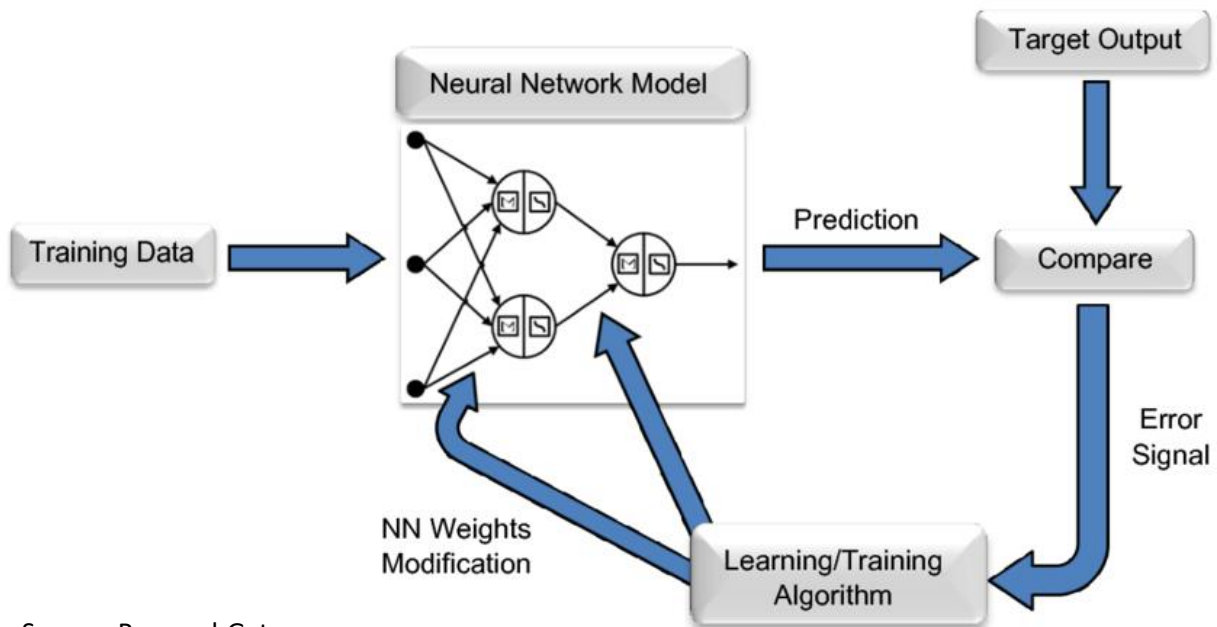 Target Output
Neural Network Model
Training Data
Prediction
Compare
Error
Signal
NN Weights
Modification
Learning/Training
Algorithm